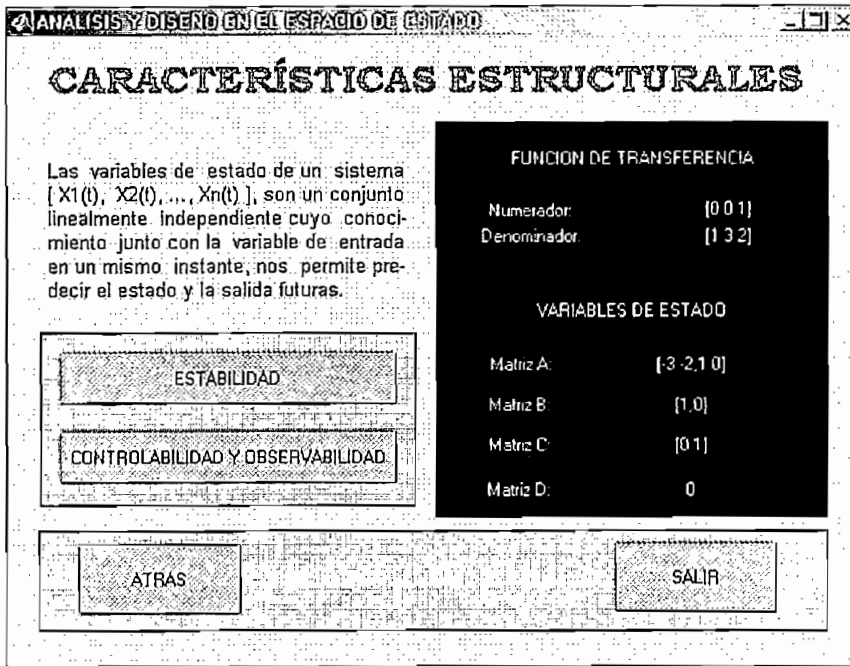 ANALISIS Y DISEÑO EN EL ESPACIO DE ESTADO
CARACTERÍSTICAS ESTRUCTURALES
Las variables de estado de un sistema
[ X1(t), X2(t), ..., Xn(t) ], son un conjunto
linealmente independiente cuyo conoci-
miento junto con la variable de entrada
en un mismo instante, nos permite pre-
decir el estado y la salida futuras.
ESTABILIDAD
CONTROLABILIDAD Y OBSERVABILIDAD
FUNCION DE TRANSFERENCIA
Numerador: [0 0 1]
Denominador: [1 3 2]
VARIABLES DE ESTADO
Matriz A: [-3 -2,1 0]
Matriz B: [1,0]
Matriz C: [0 1]
Matriz D: 0
ATRAS
SALIR